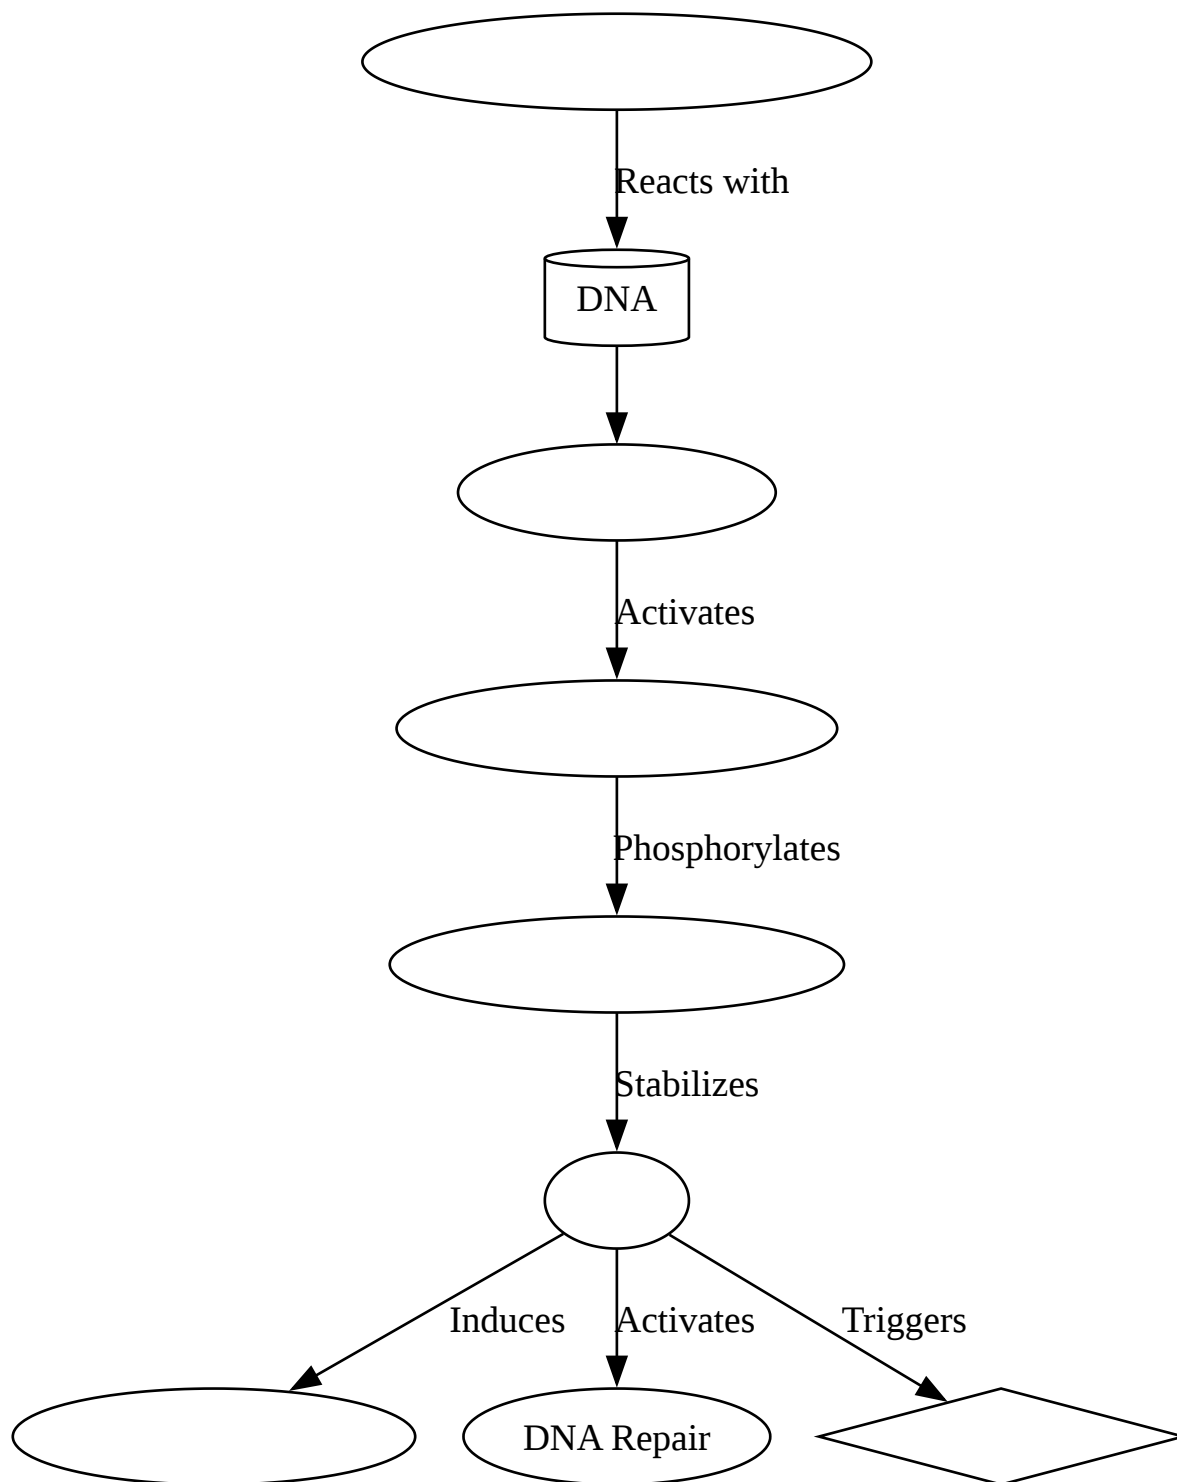 Reacts with
DNA
Activates
Phosphorylates
Stabilizes
Induces
Activates
Triggers
DNA Repair